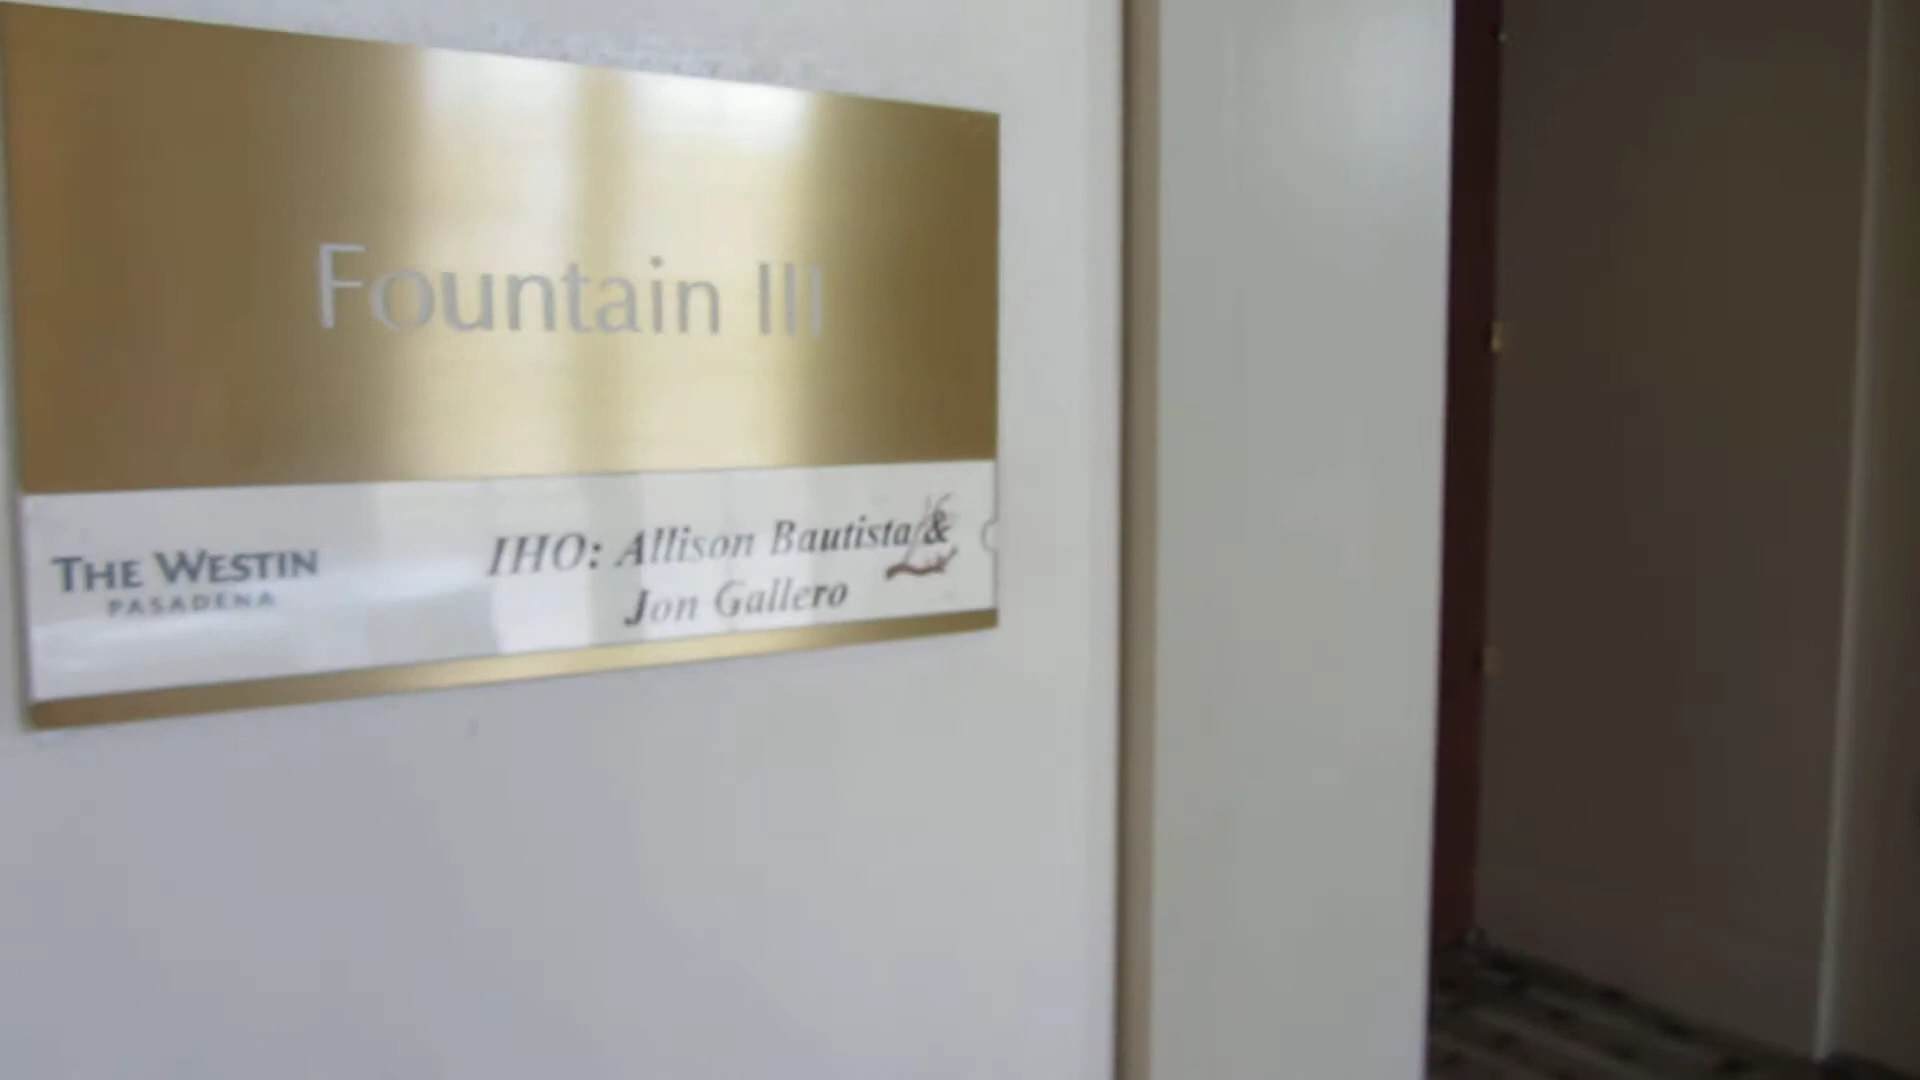 Fountain III
THE WESTIN
PASADENA
IHO: Allison Bautista &
Jon Gallero